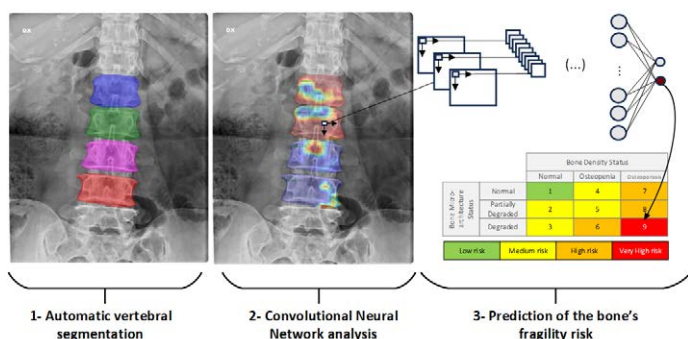 (...)
Bone Density Status
Normal Osteopenia Osteoporosis
Bone Micro-architecture Status
Normal 1 4 7
Partially Degraded 2 5 8
Degraded 3 6 9
Low risk Medium risk High risk Very High risk
1- Automatic vertebral
segmentation
2- Convolutional Neural
Network analysis
3- Prediction of the bone's
fragility risk